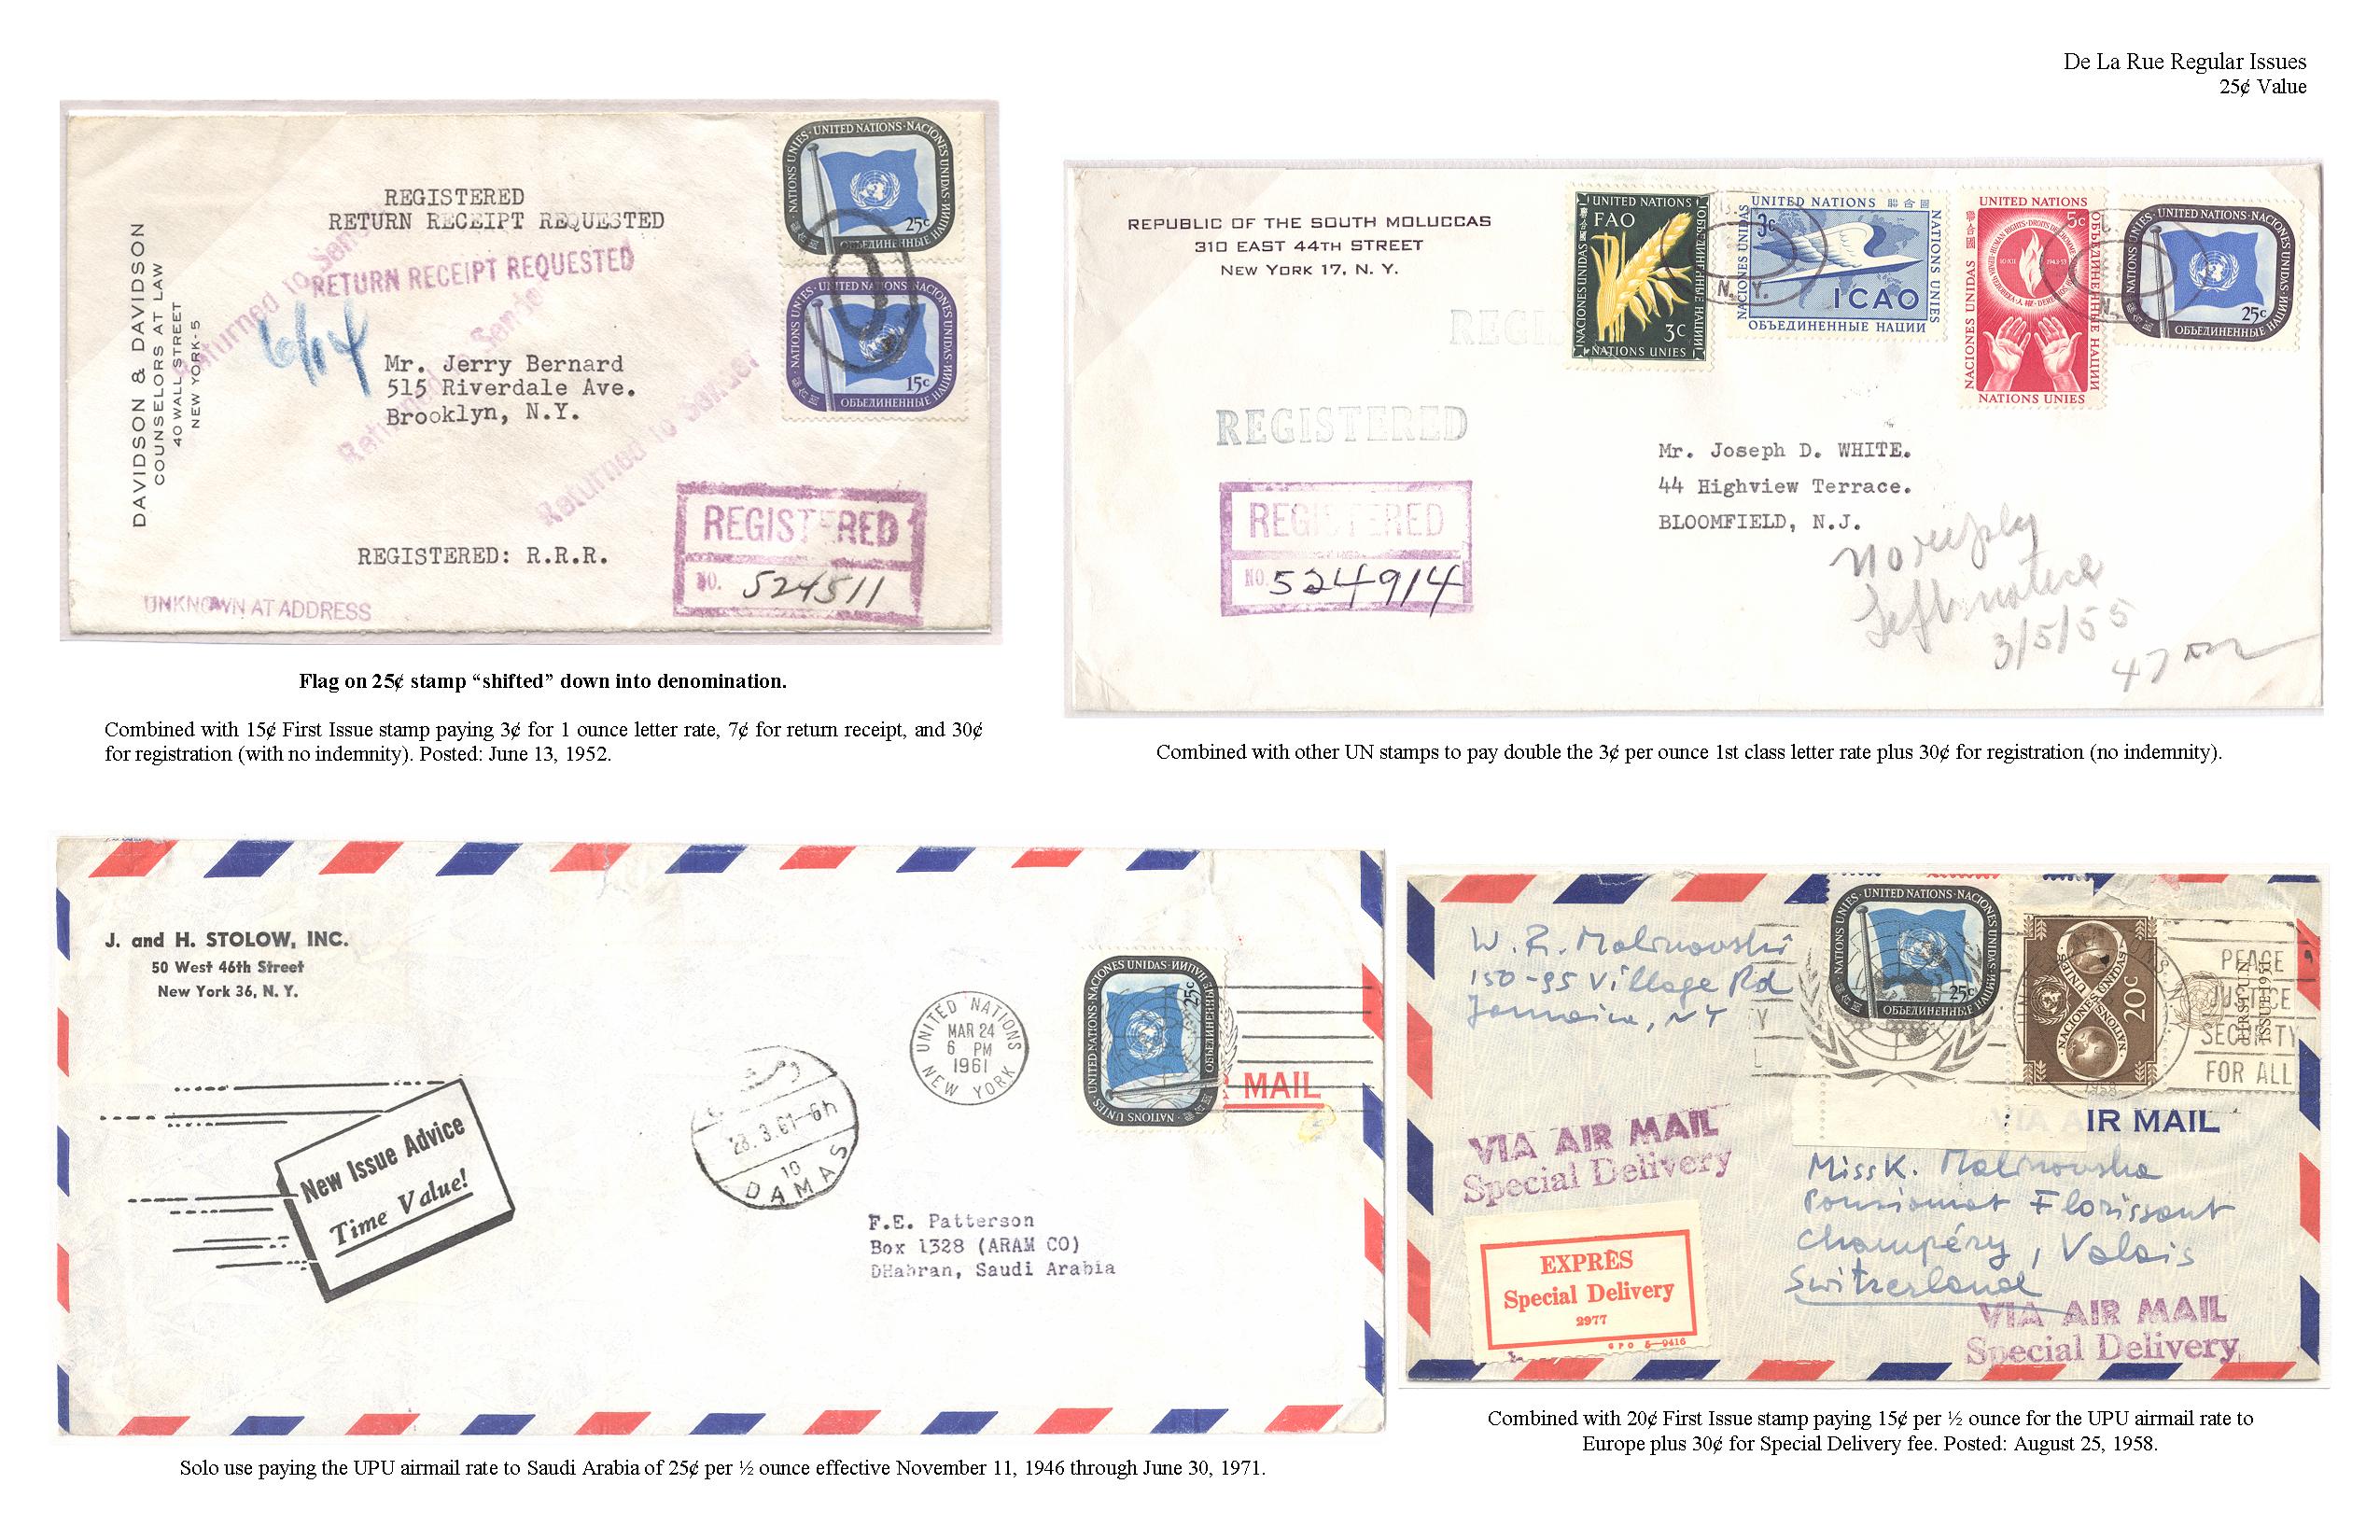 De La Rue Regular Issues
25¢ Value
DAVIDSON & DAVIDSON
COUNSELORS AT LAW
40 WALL STREET
NEW YORK-5
REGISTERED
RETURN RECEIPT REQUESTED
RETURN RECEIPT REQUESTED
Returned to Sender
Returned to Sender
Returned to Sender
6/14
Mr. Jerry Bernard
515 Riverdale Ave.
Brooklyn, N.Y.
REGISTERED: R.R.R.
UNKNOWN AT ADDRESS
REGISTERED
NO. 524511
NATIONS UNIES · UNITED NATIONS · NACIONES UNIDAS
ОБЪЕДИНЕННЫЕ НАЦИИ
25c
NATIONS UNIES · UNITED NATIONS · NACIONES UNIDAS
ОБЪЕДИНЕННЫЕ НАЦИИ
15c
Flag on 25¢ stamp “shifted” down into denomination.
Combined with 15¢ First Issue stamp paying 3¢ for 1 ounce letter rate, 7¢ for return receipt, and 30¢
for registration (with no indemnity). Posted: June 13, 1952.
REPUBLIC OF THE SOUTH MOLUCCAS
310 EAST 44TH STREET
NEW YORK 17, N. Y.
REGI
REGISTERED
REGISTERED
NO. 524914
UNITED NATIONS
FAO
NACIONES UNIDAS
ОБЪЕДИНЕННЫЕ НАЦИИ
3c
NATIONS UNIES
UNITED NATIONS
3c
NACIONES UNIDAS
NATIONS UNIES
ICAO
ОБЪЕДИНЕННЫЕ НАЦИИ
N. Y.
UNITED NATIONS
5c
NACIONES UNIDAS
ОБЪЕДИНЕННЫЕ НАЦИИ
NATIONS UNIES
NATIONS UNIES · UNITED NATIONS · NACIONES UNIDAS
25c
ОБЪЕДИНЕННЫЕ НАЦИИ
Mr. Joseph D. WHITE.
44 Highview Terrace.
BLOOMFIELD, N.J.
No reply
Left notice
3/5/55
47
Combined with other UN stamps to pay double the 3¢ per ounce 1st class letter rate plus 30¢ for registration (no indemnity).
J. and H. STOLOW, INC.
50 West 46th Street
New York 36, N. Y.
New Issue Advice
Time Value!
UNITED NATIONS
MAR 24
6 PM
1961
NEW YORK
28.3.61-6h
10
DAMAS
NATIONS UNIES · UNITED NATIONS · NACIONES UNIDAS
ОБЪЕДИНЕННЫЕ НАЦИИ
25c
MAIL
F.E. Patterson
Box 1328 (ARAM CO)
DHahran, Saudi Arabia
Solo use paying the UPU airmail rate to Saudi Arabia of 25¢ per ½ ounce effective November 11, 1946 through June 30, 1971.
W. R. Malinowski
150-95 Village Rd
Jamaica, NY
NATIONS UNIES · UNITED NATIONS · NACIONES UNIDAS
25c
ОБЪЕДИНЕННЫЕ НАЦИИ
NACIONES UNIDAS
NATIONS UNIES
20c
FIRST UN
ISSUE 1951
1958
PEACE
JUSTICE
SECURITY
FOR ALL
VIA AIR MAIL
VIA AIR MAIL
Special Delivery
EXPRÈS
Special Delivery
2977
GPO 5-9416
Miss K. Malinowska
Pensionnat Florissant
Champéry, Valais
Switzerland
VIA AIR MAIL
Special Delivery
Combined with 20¢ First Issue stamp paying 15¢ per ½ ounce for the UPU airmail rate to
Europe plus 30¢ for Special Delivery fee. Posted: August 25, 1958.